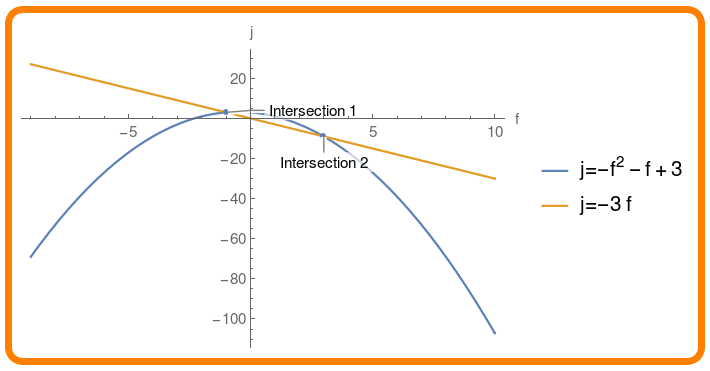 j
20
Intersection 1
f
−5
5
10
−20
Intersection 2
j=−f² − f + 3
−40
j=−3 f
−60
−80
−100